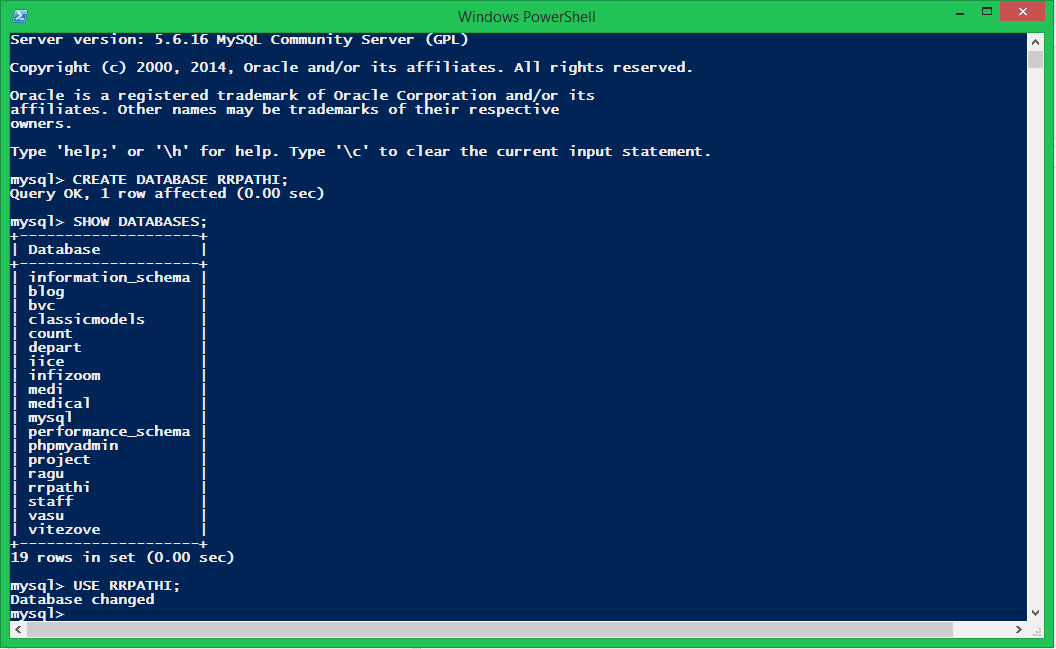 Windows PowerShell
Server version: 5.6.16 MySQL Community Server (GPL)
Copyright (c) 2000, 2014, Oracle and/or its affiliates. All rights reserved.
Oracle is a registered trademark of Oracle Corporation and/or its
affiliates. Other names may be trademarks of their respective
owners.
Type 'help;' or '\h' for help. Type '\c' to clear the current input statement.
mysql> CREATE DATABASE RRPATHI;
Query OK, 1 row affected (0.00 sec)
mysql> SHOW DATABASES;
+--------------------+
| Database           |
+--------------------+
| information_schema |
| blog               |
| bvc                |
| classicmodels      |
| count              |
| depart             |
| iice               |
| infizoom           |
| medi               |
| medical            |
| mysql              |
| performance_schema |
| phpmyadmin         |
| project            |
| ragu               |
| rrpathi            |
| staff              |
| vasu               |
| vitezove           |
+--------------------+
19 rows in set (0.00 sec)
mysql> USE RRPATHI;
Database changed
mysql>